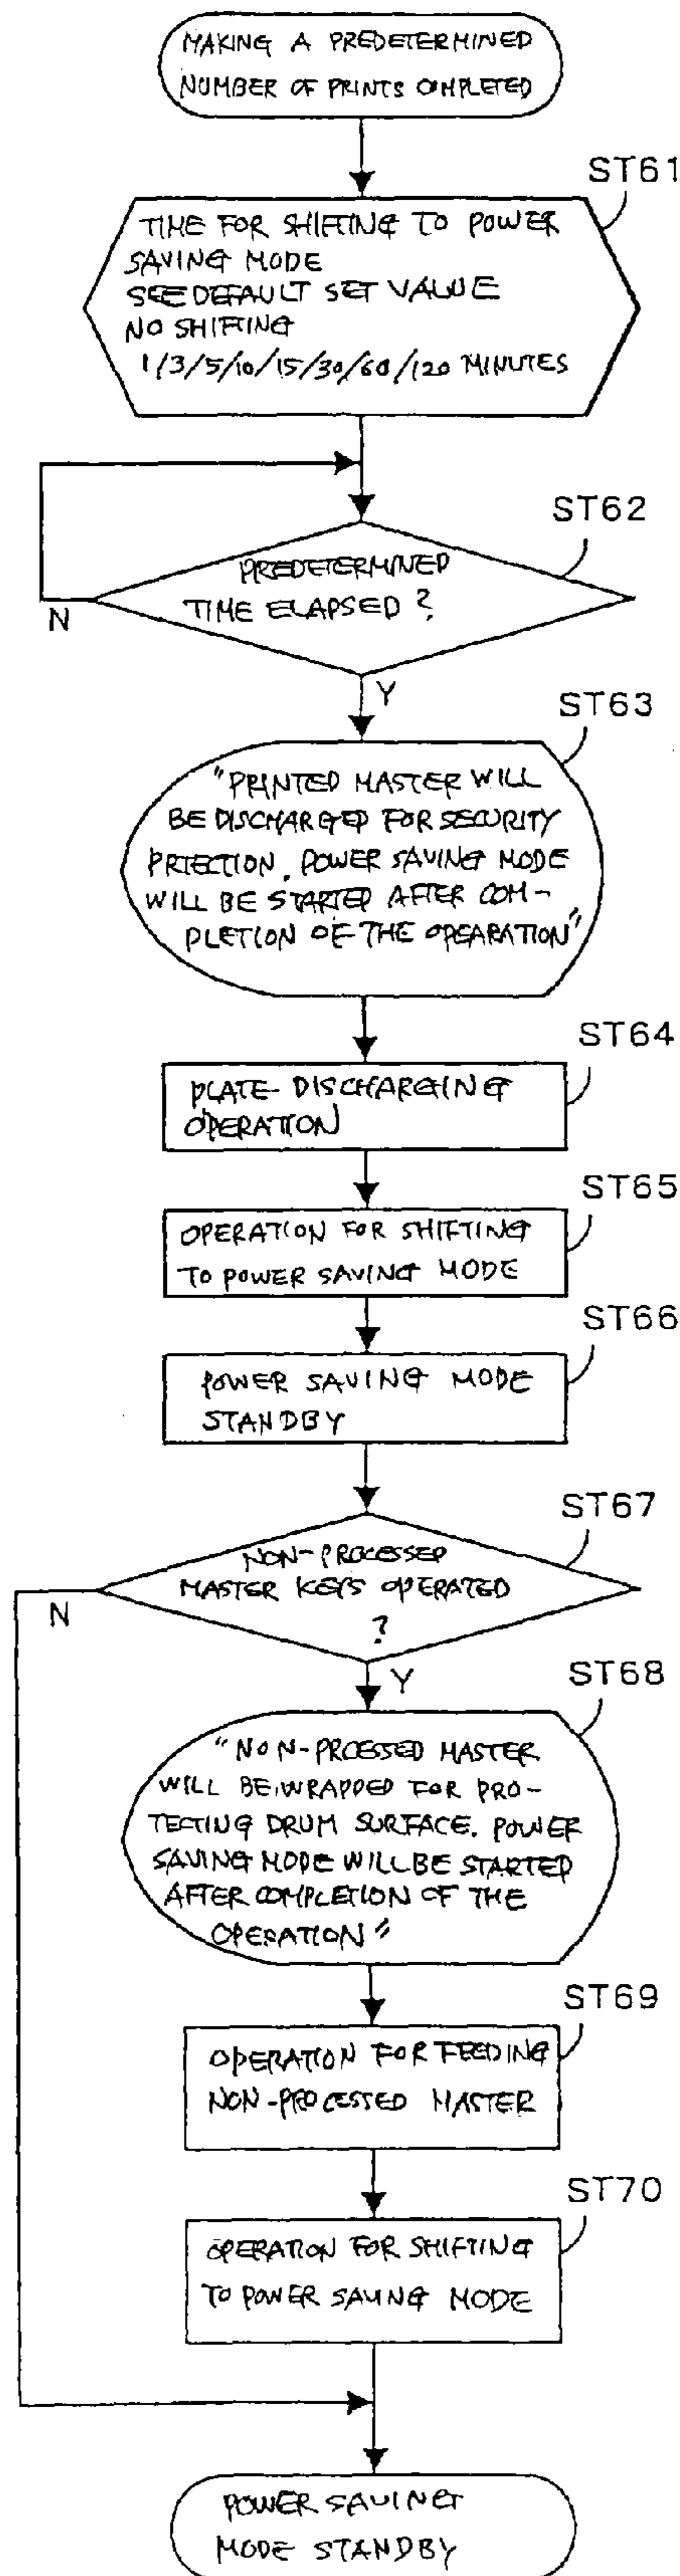 MAKING A PREDETERMINED
NUMBER OF PRINTS COMPLETED
ST61
TIME FOR SHIFTING TO POWER
SAVING MODE
SEE DEFAULT SET VALUE
NO SHIFTING
1/3/5/10/15/30/60/120 MINUTES
ST62
PREDETERMINED
TIME ELAPSED ?
N
Y
ST63
"PRINTED MASTER WILL
BE DISCHARGED FOR SECURITY
PRTECTION. POWER SAVING MODE
WILL BE STARTED AFTER COM-
PLETION OF THE OPEARATION"
ST64
PLATE-DISCHARGING
OPERATION
ST65
OPERATION FOR SHIFTING
TO POWER SAVING MODE
ST66
POWER SAVING MODE
STANDBY
ST67
NON-PROCESSED
MASTER KEYS OPERATED
?
N
Y
ST68
"NON-PRCESSED MASTER
WILL BE WRAPPED FOR PRO-
TECTING DRUM SURFACE. POWER
SAVING MODE WILL BE STARTED
AFTER COMPLETION OF THE
OPERATION"
ST69
OPERATION FOR FEEDING
NON-PROCESSED MASTER
ST70
OPERATION FOR SHIFTING
TO POWER SAVING MODE
POWER SAVING
MODE STANDBY